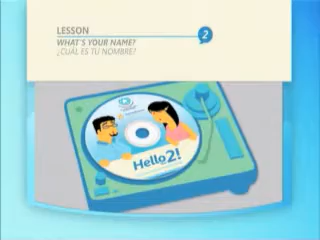 LESSON
2
WHAT´S YOUR NAME?
¿CUÁL ES TU NOMBRE?
Hello2!